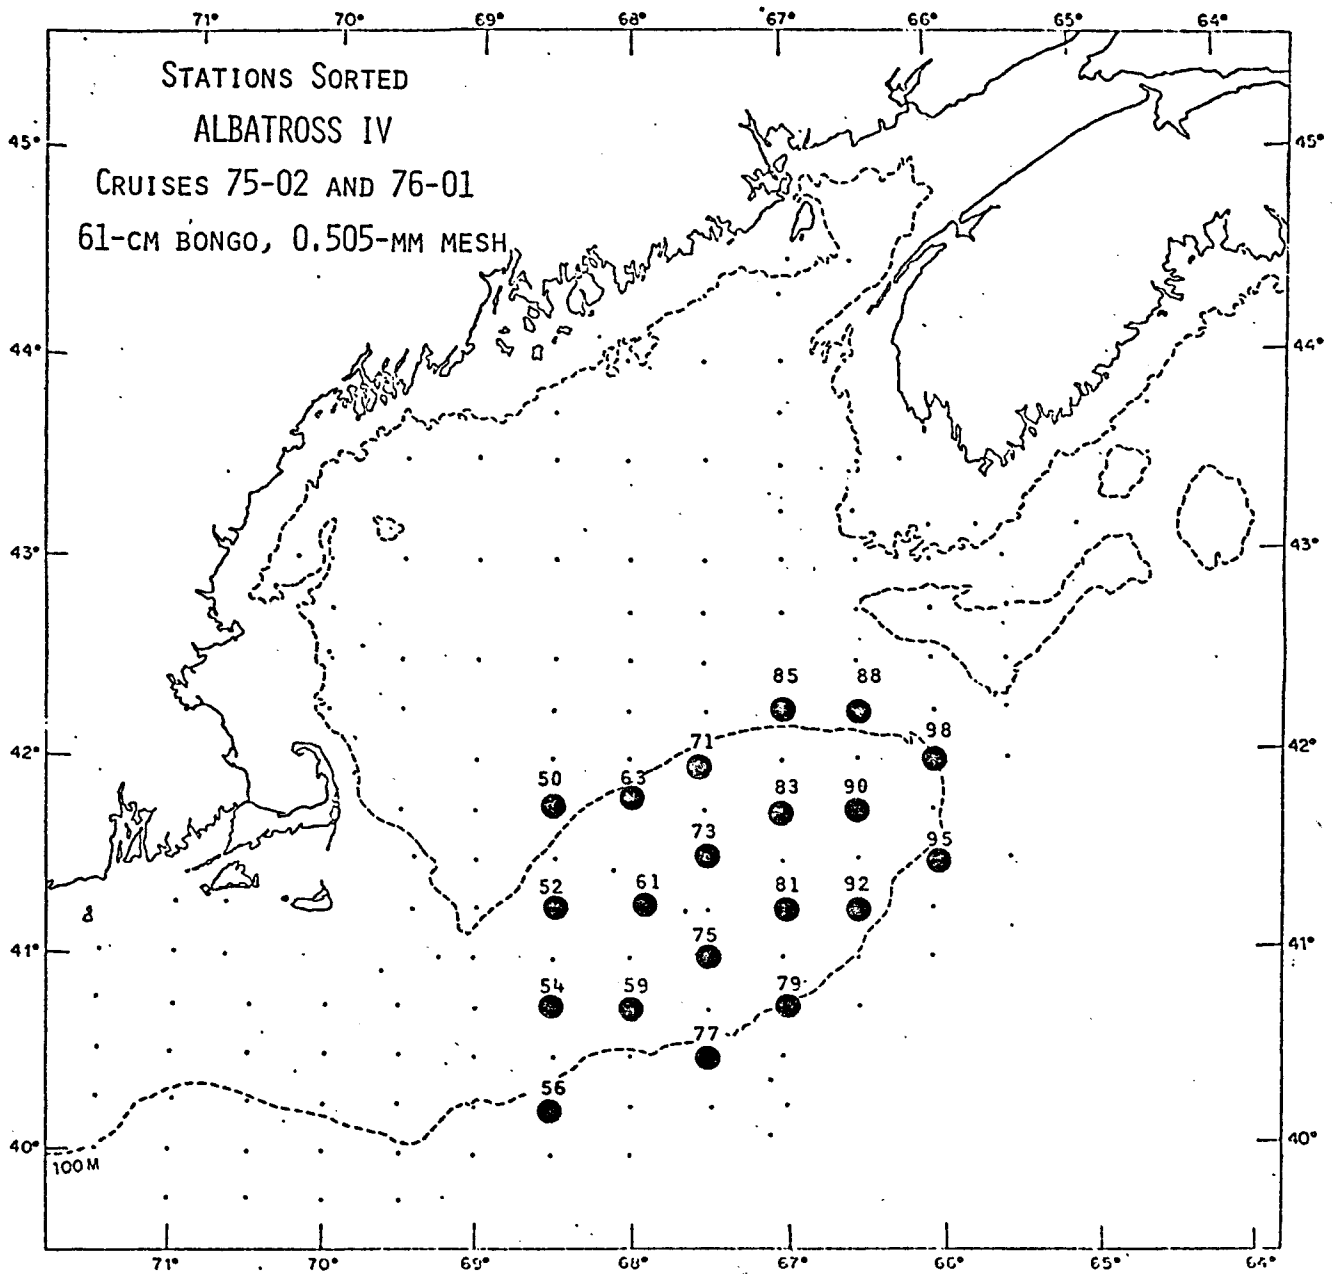 71° 70° 69° 68° 67° 66° 65° 64°
STATIONS SORTED
ALBATROSS IV
CRUISES 75-02 AND 76-01
61-CM BONGO, 0.505-MM MESH
45° 45°
44° 44°
43° 43°
85 88
98
42° 42°
71
50 63 83 90
73
95
52 61 81 92
75
41° 41°
54 59 79
77
56
40° 40°
100M
71° 70° 69° 68° 67° 66° 65° 64°